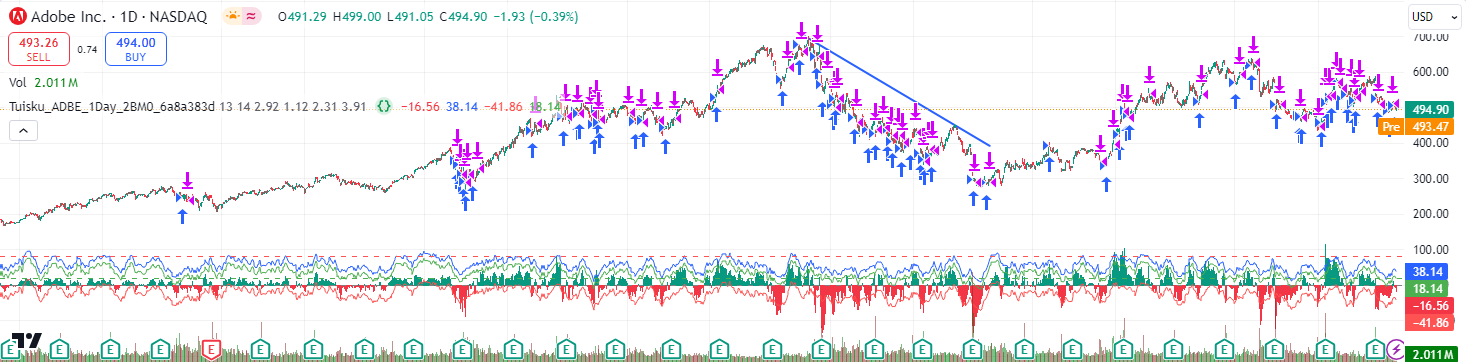 Adobe Inc. · 1D · NASDAQ O491.29 H499.00 L491.05 C494.90 −1.93 (−0.39%)
USD
493.26 SELL 0.74 494.00 BUY
Vol 2.011M
Tuisku_ADBE_1Day_2BM0_6a8a383d 13 14 2.92 1.12 2.31 3.91 −16.56 38.14 −41.86 18.14
700.00
600.00
494.90
Pre 493.47
400.00
300.00
200.00
100.00
38.14
18.14
−16.56
−41.86
2.011M
E E E E E E E E E E E E E E E E E E E E E E E E E E E E